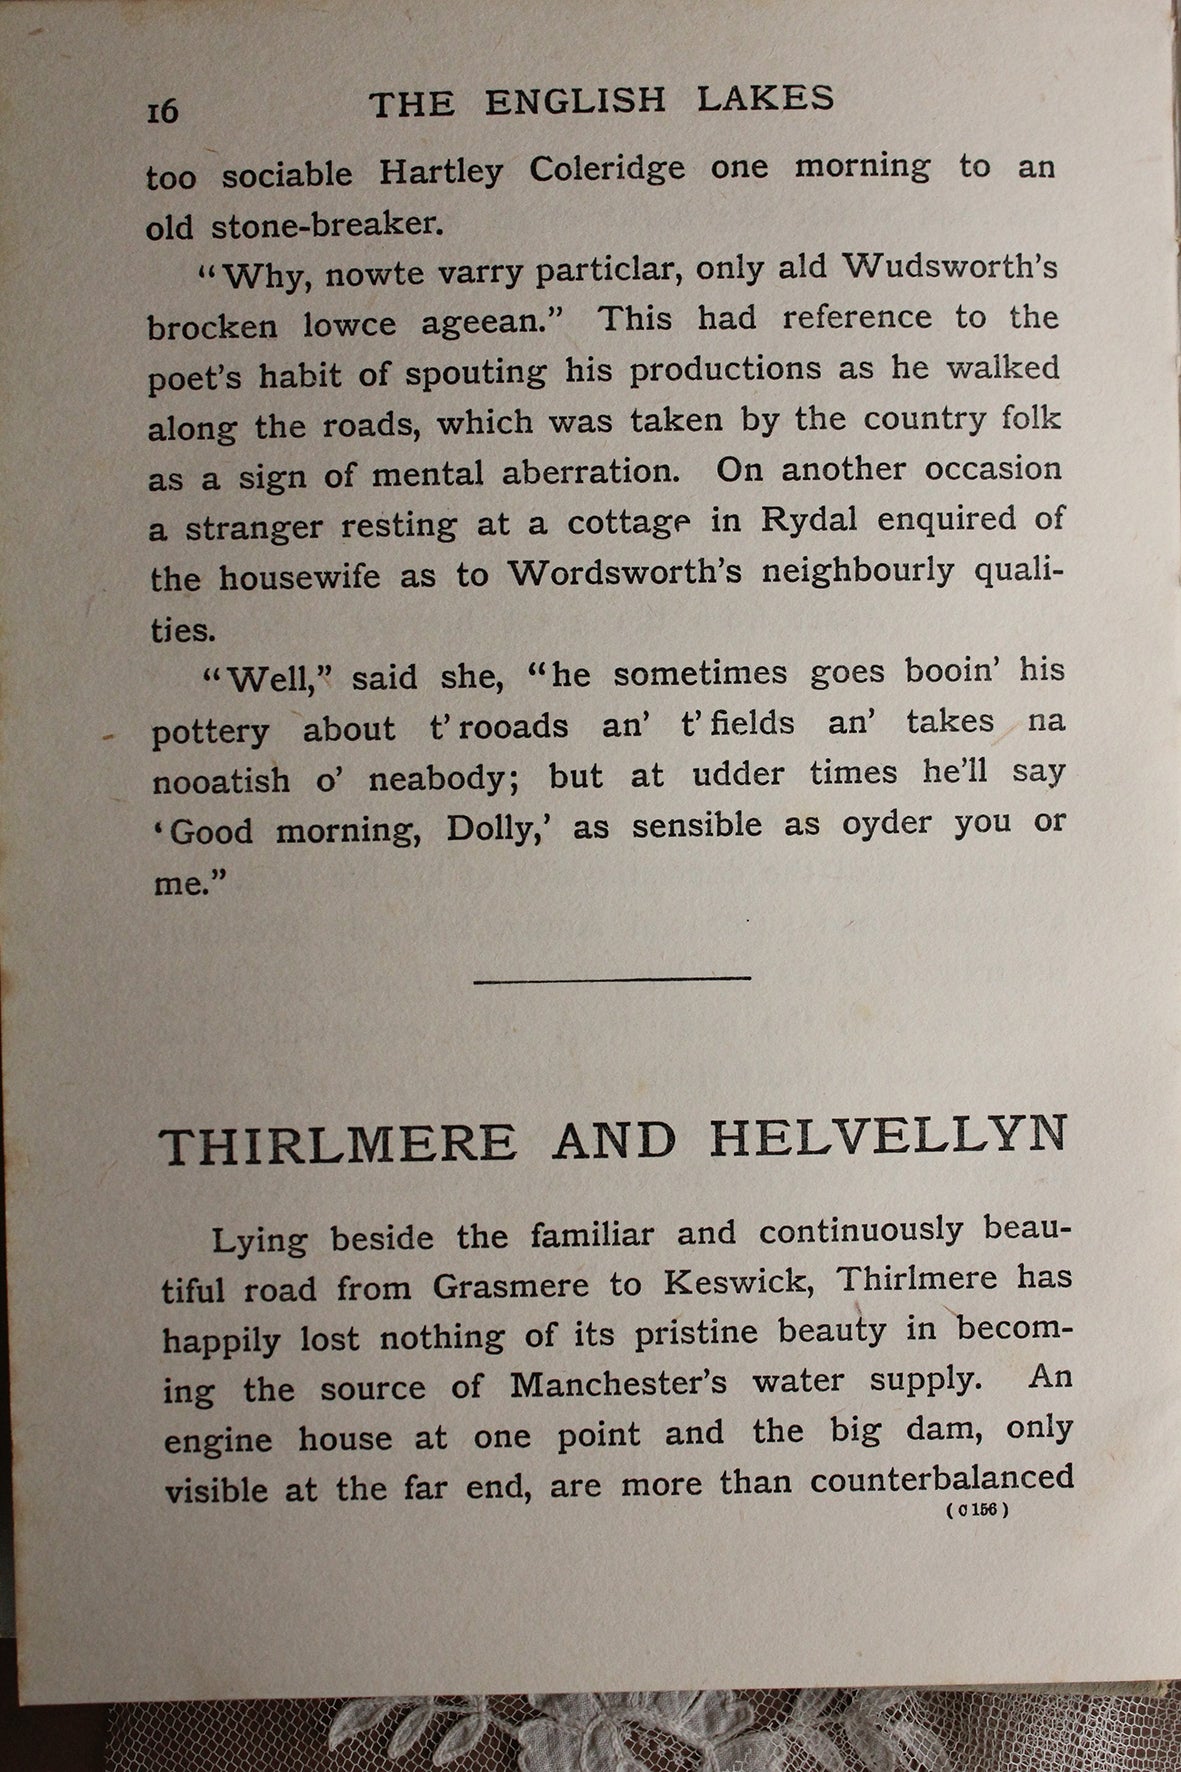 16 THE ENGLISH LAKES
too sociable Hartley Coleridge one morning to an
old stone-breaker.
“Why, nowte varry particlar, only ald Wudsworth’s
brocken lowce ageean.” This had reference to the
poet’s habit of spouting his productions as he walked
along the roads, which was taken by the country folk
as a sign of mental aberration. On another occasion
a stranger resting at a cottage in Rydal enquired of
the housewife as to Wordsworth’s neighbourly quali-
ties.
“Well,” said she, “he sometimes goes booin’ his
pottery about t’ rooads an’ t’ fields an’ takes na
nooatish o’ neabody; but at udder times he’ll say
‘Good morning, Dolly,’ as sensible as oyder you or
me.”
THIRLMERE AND HELVELLYN
Lying beside the familiar and continuously beau-
tiful road from Grasmere to Keswick, Thirlmere has
happily lost nothing of its pristine beauty in becom-
ing the source of Manchester’s water supply. An
engine house at one point and the big dam, only
visible at the far end, are more than counterbalanced
(C 156)